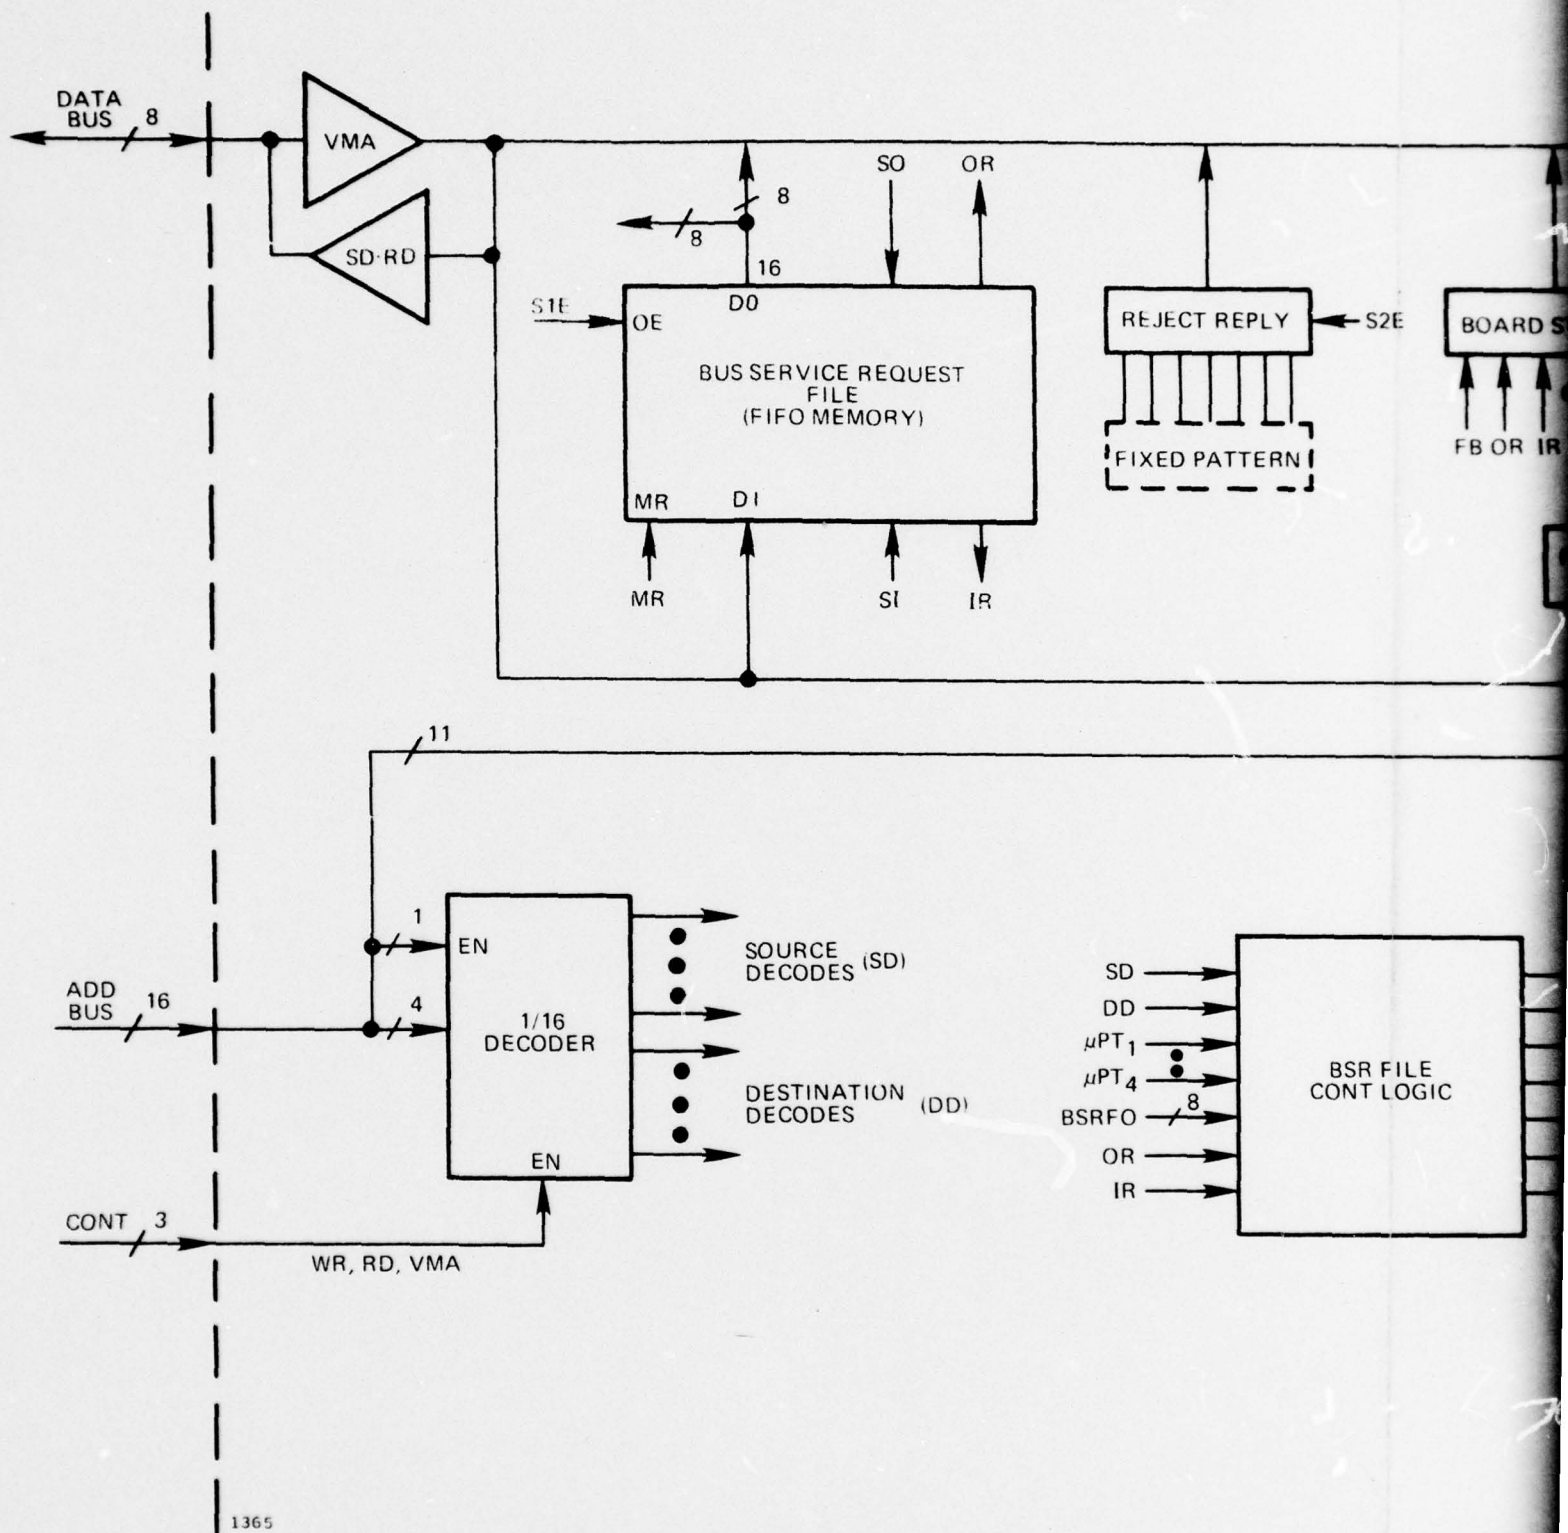 DATA
BUS
8
VMA
SD·RD
8
8
16
SO
OR
S1E
OE
DO
BUS SERVICE REQUEST
FILE
(FIFO MEMORY)
MR
DI
MR
SI
IR
REJECT REPLY
S2E
FIXED PATTERN
BOARD
FB OR IR
11
1
EN
ADD
BUS
16
4
1/16
DECODER
EN
SOURCE
DECODES (SD)
DESTINATION
DECODES (DD)
CONT
3
WR, RD, VMA
SD
DD
μPT1
μPT4
BSRFO
8
OR
IR
BSR FILE
CONT LOGIC
1365